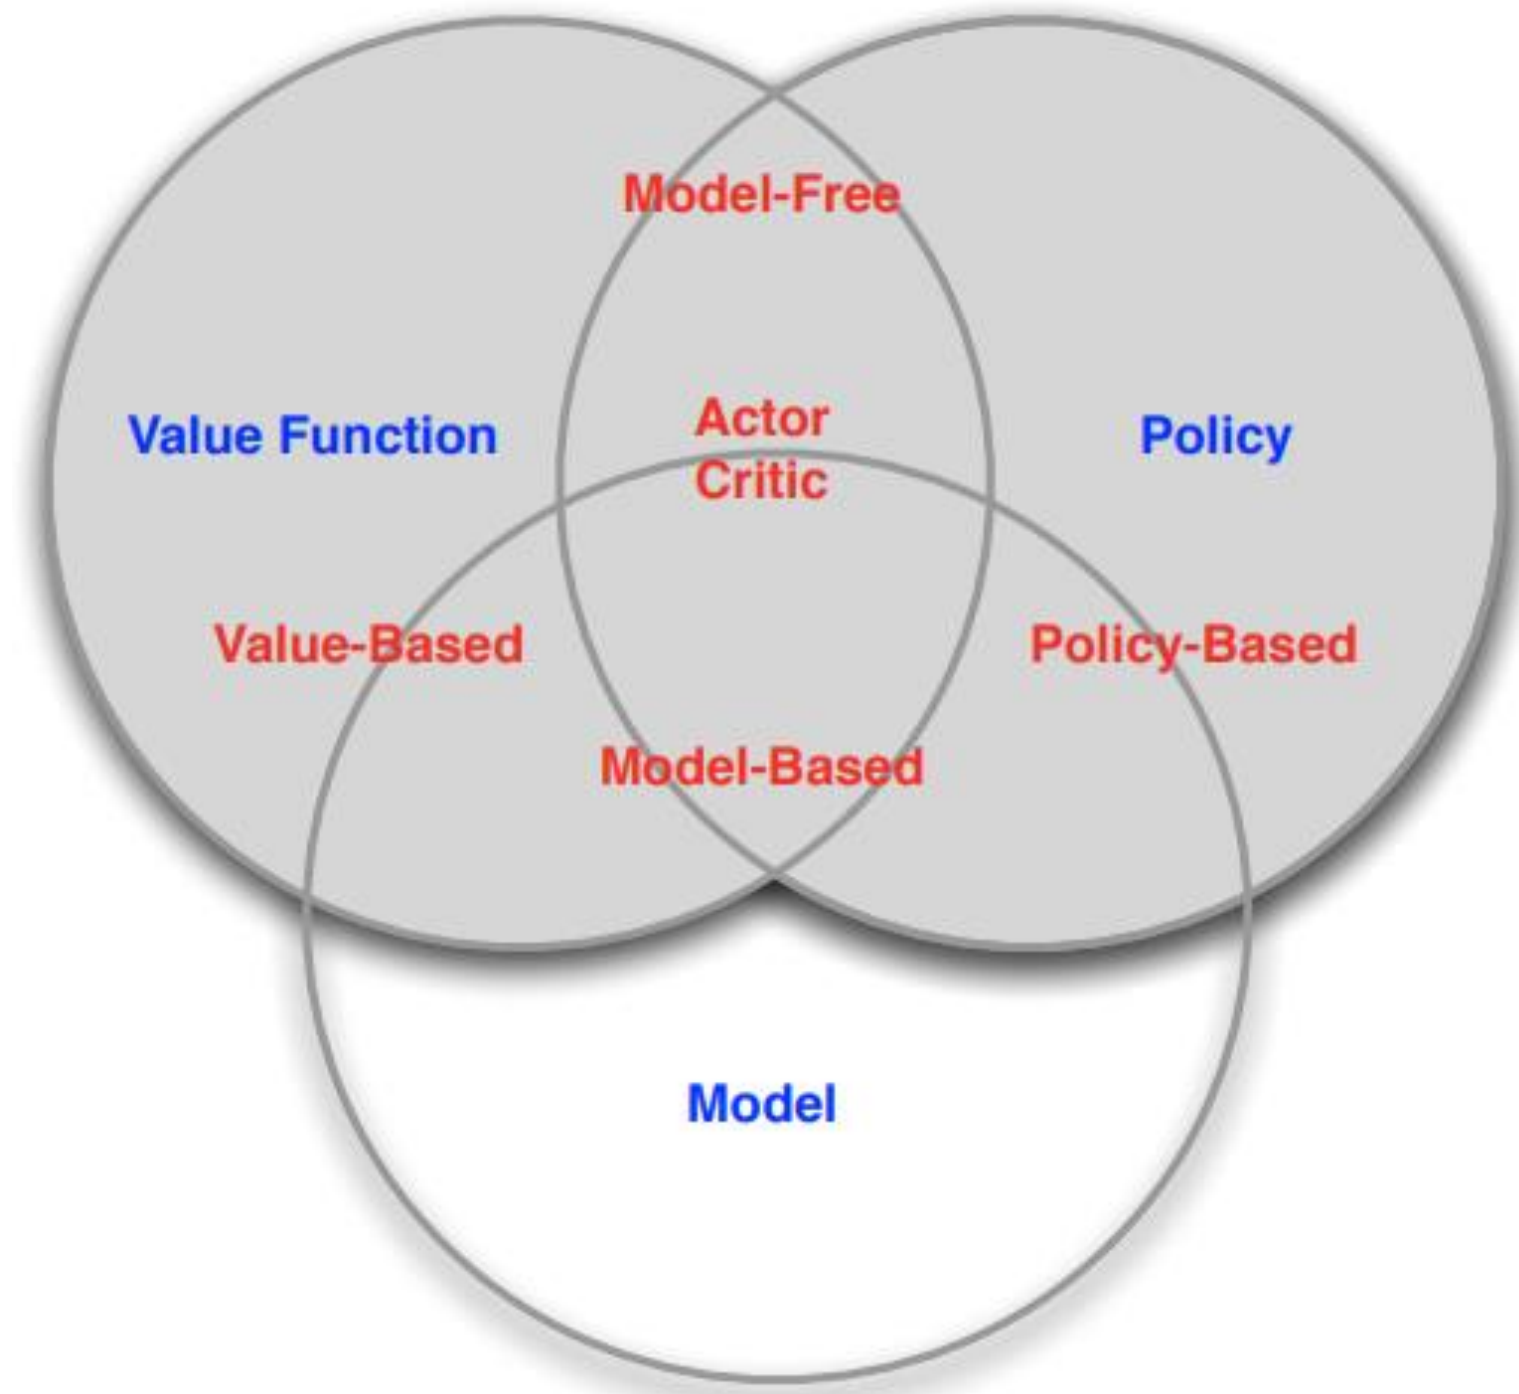 Model-Free
Value Function
Actor
Critic
Policy
Value-Based
Policy-Based
Model-Based
Model